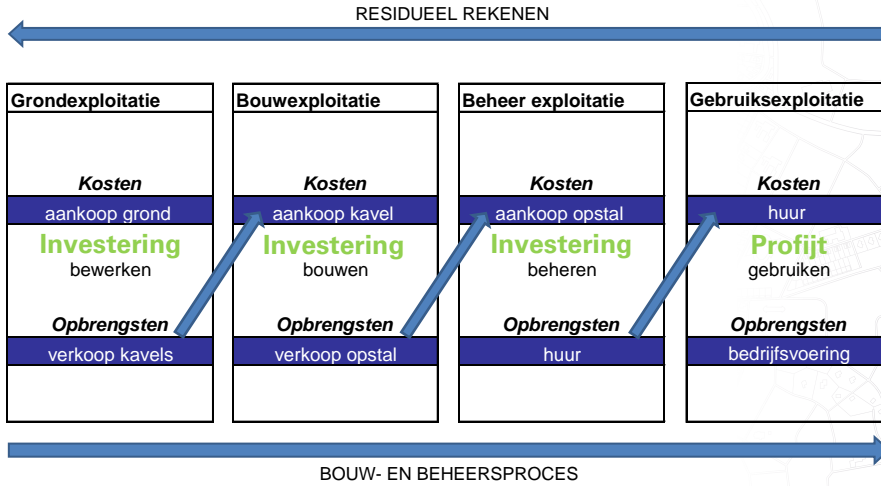 RESIDUEEL REKENEN
Grondexploitatie
Kosten
aankoop grond
Investering
bewerken
Opbrengsten
verkoop kavels
Bouwexploitatie
Kosten
aankoop kavel
Investering
bouwen
Opbrengsten
verkoop opstal
Beheer exploitatie
Kosten
aankoop opstal
Investering
beheren
Opbrengsten
huur
Gebruiksexploitatie
Kosten
huur
Profijt
gebruiken
Opbrengsten
bedrijfsvoering
BOUW- EN BEHEERSPROCES